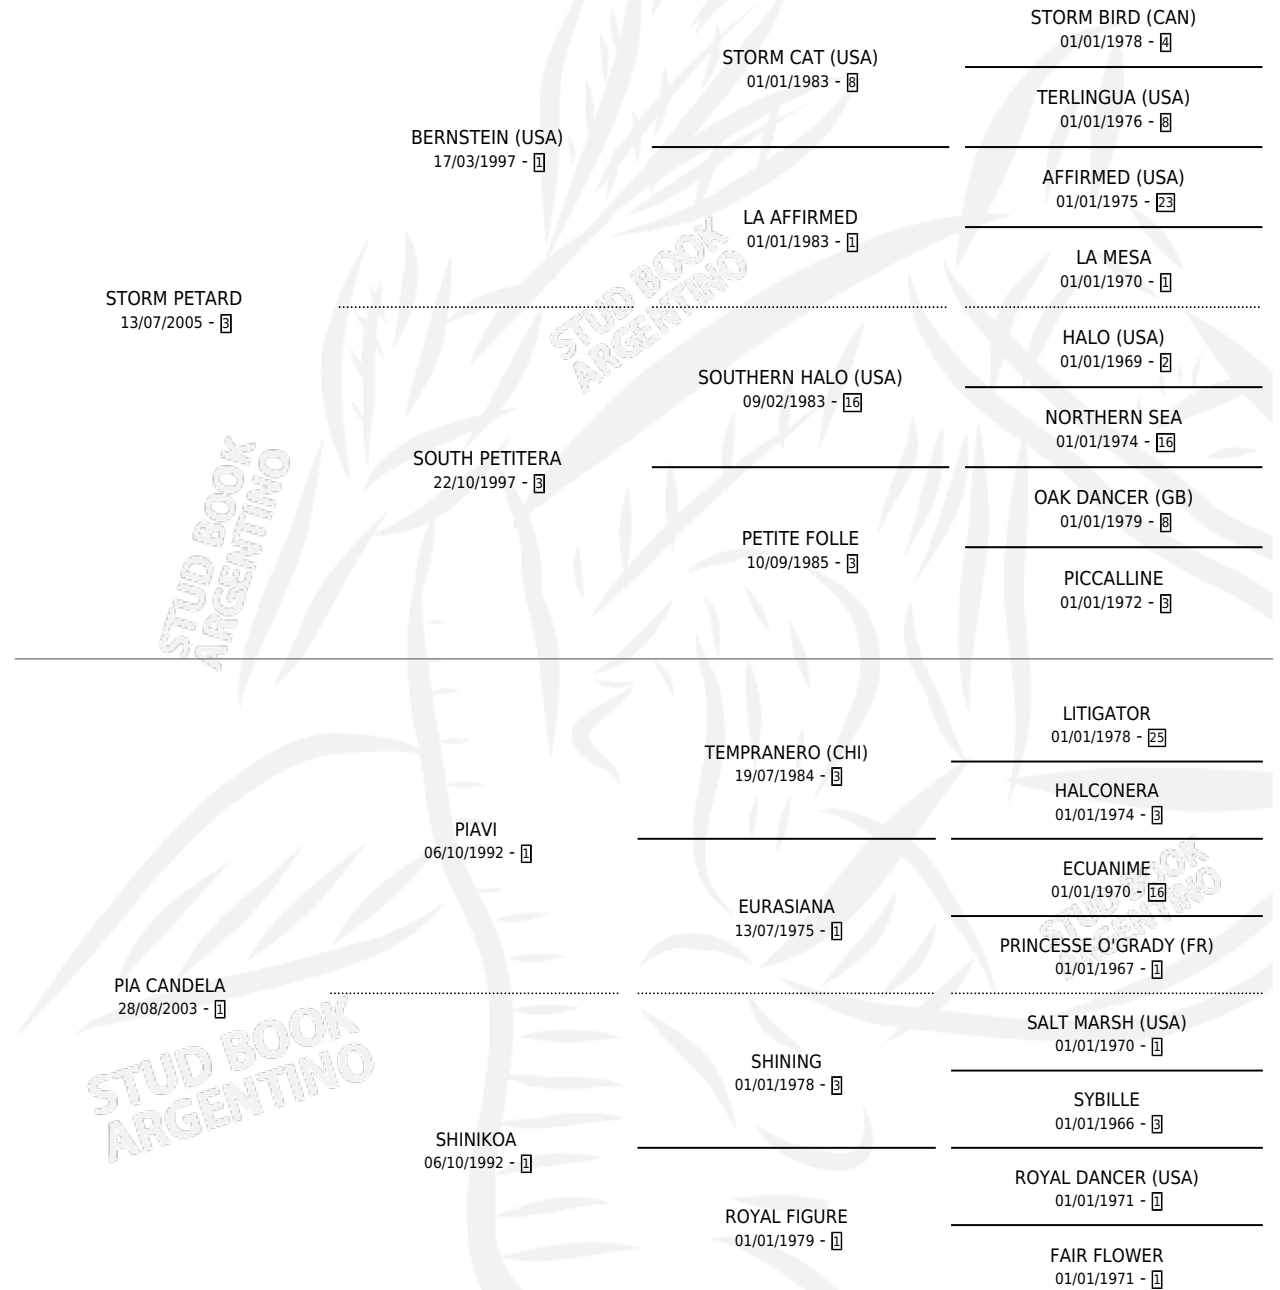 STORM BIRD (CAN)
01/01/1978 - 4
STORM CAT (USA)
01/01/1983 - 8
TERLINGUA (USA)
01/01/1976 - 8
BERNSTEIN (USA)
17/03/1997 - 1
AFFIRMED (USA)
01/01/1975 - 23
LA AFFIRMED
01/01/1983 - 1
LA MESA
01/01/1970 - 1
STORM PETARD
13/07/2005 - 3
HALO (USA)
01/01/1969 - 2
SOUTHERN HALO (USA)
09/02/1983 - 16
NORTHERN SEA
01/01/1974 - 16
SOUTH PETITERA
22/10/1997 - 3
OAK DANCER (GB)
01/01/1979 - 8
PETITE FOLLE
10/09/1985 - 3
PICCALLINE
01/01/1972 - 3
LITIGATOR
01/01/1978 - 25
TEMPRANERO (CHI)
19/07/1984 - 3
HALCONERA
01/01/1974 - 3
PIAVI
06/10/1992 - 1
ECUANIME
01/01/1970 - 16
EURASIANA
13/07/1975 - 1
PRINCESSE O'GRADY (FR)
01/01/1967 - 1
PIA CANDELA
28/08/2003 - 1
SALT MARSH (USA)
01/01/1970 - 1
SHINING
01/01/1978 - 3
SYBILLE
01/01/1966 - 3
SHINIKOA
06/10/1992 - 1
ROYAL DANCER (USA)
01/01/1971 - 1
ROYAL FIGURE
01/01/1979 - 1
FAIR FLOWER
01/01/1971 - 1
STUD BOOK
ARGENTINO
STUD BOOK
ARGENTINO
STUD BOOK
ARGENTINO
STUD BOOK
ARGENTINO